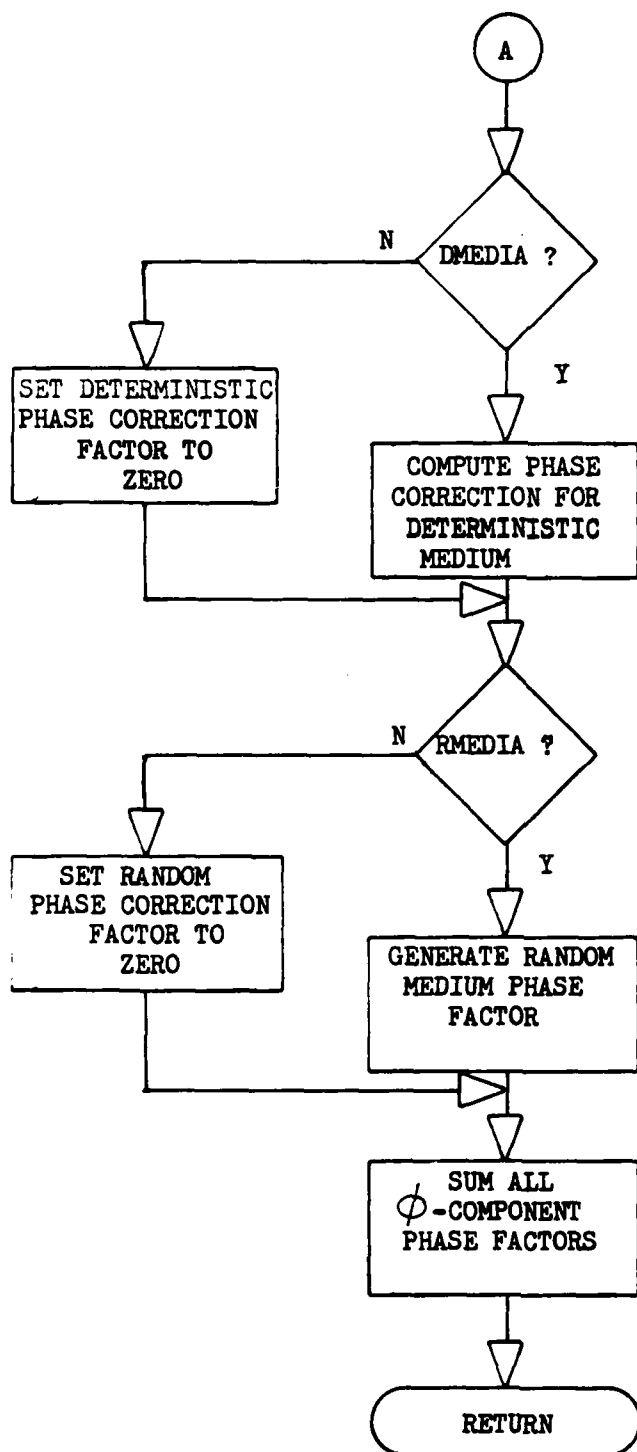 A
N
DMEDIA ?
Y
SET DETERMINISTIC
PHASE CORRECTION
FACTOR TO
ZERO
COMPUTE PHASE
CORRECTION FOR
DETERMINISTIC
MEDIUM
N
RMEDIA ?
Y
SET RANDOM
PHASE CORRECTION
FACTOR TO
ZERO
GENERATE RANDOM
MEDIUM PHASE
FACTOR
SUM ALL
ϕ-COMPONENT
PHASE FACTORS
RETURN